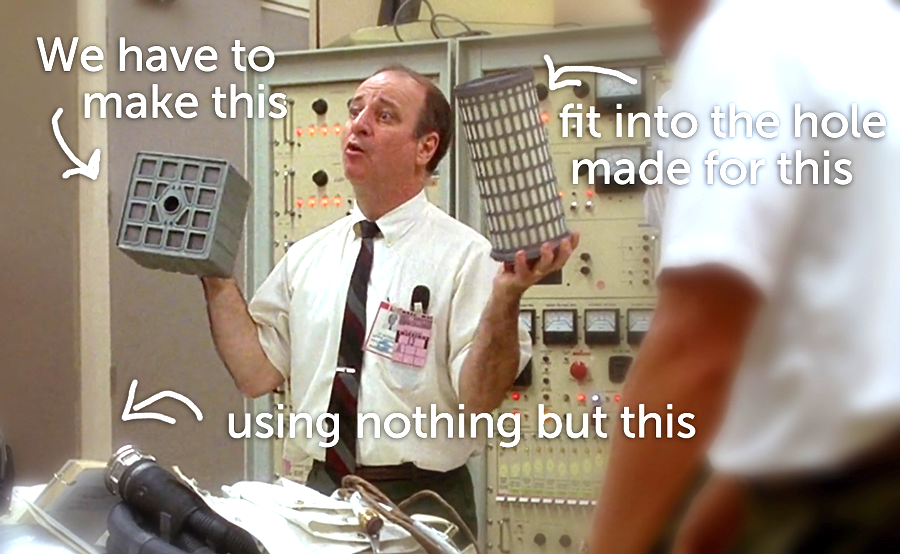 We have to
make this
fit into the hole
made for this
using nothing but this